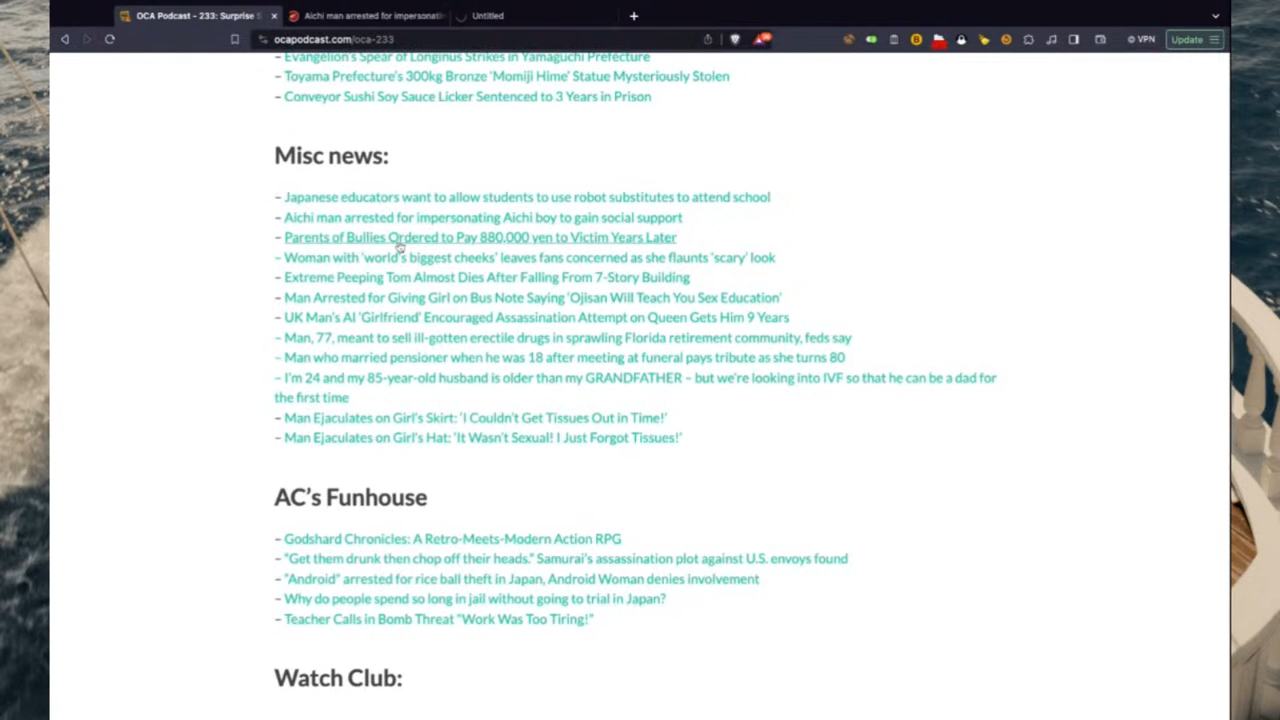 OCA Podcast - 233: Surprise S
Aichi man arrested for impersonati
Untitled
ocapodcast.com/oca-233
VPN
Update
– Evangelion's Spear of Longinus Strikes in Yamaguchi Prefecture
– Toyama Prefecture's 300kg Bronze 'Momiji Hime' Statue Mysteriously Stolen
– Conveyor Sushi Soy Sauce Licker Sentenced to 3 Years in Prison
Misc news:
– Japanese educators want to allow students to use robot substitutes to attend school
– Aichi man arrested for impersonating Aichi boy to gain social support
– Parents of Bullies Ordered to Pay 880,000 yen to Victim Years Later
– Woman with 'world's biggest cheeks' leaves fans concerned as she flaunts 'scary' look
– Extreme Peeping Tom Almost Dies After Falling From 7-Story Building
– Man Arrested for Giving Girl on Bus Note Saying 'Ojisan Will Teach You Sex Education'
– UK Man's AI 'Girlfriend' Encouraged Assassination Attempt on Queen Gets Him 9 Years
– Man, 77, meant to sell ill-gotten erectile drugs in sprawling Florida retirement community, feds say
– Man who married pensioner when he was 18 after meeting at funeral pays tribute as she turns 80
– I'm 24 and my 85-year-old husband is older than my GRANDFATHER – but we're looking into IVF so that he can be a dad for
the first time
– Man Ejaculates on Girl's Skirt: 'I Couldn't Get Tissues Out in Time!'
– Man Ejaculates on Girl's Hat: 'It Wasn't Sexual! I Just Forgot Tissues!'
AC's Funhouse
– Godshard Chronicles: A Retro-Meets-Modern Action RPG
– "Get them drunk then chop off their heads." Samurai's assassination plot against U.S. envoys found
– "Android" arrested for rice ball theft in Japan, Android Woman denies involvement
– Why do people spend so long in jail without going to trial in Japan?
– Teacher Calls in Bomb Threat "Work Was Too Tiring!"
Watch Club: